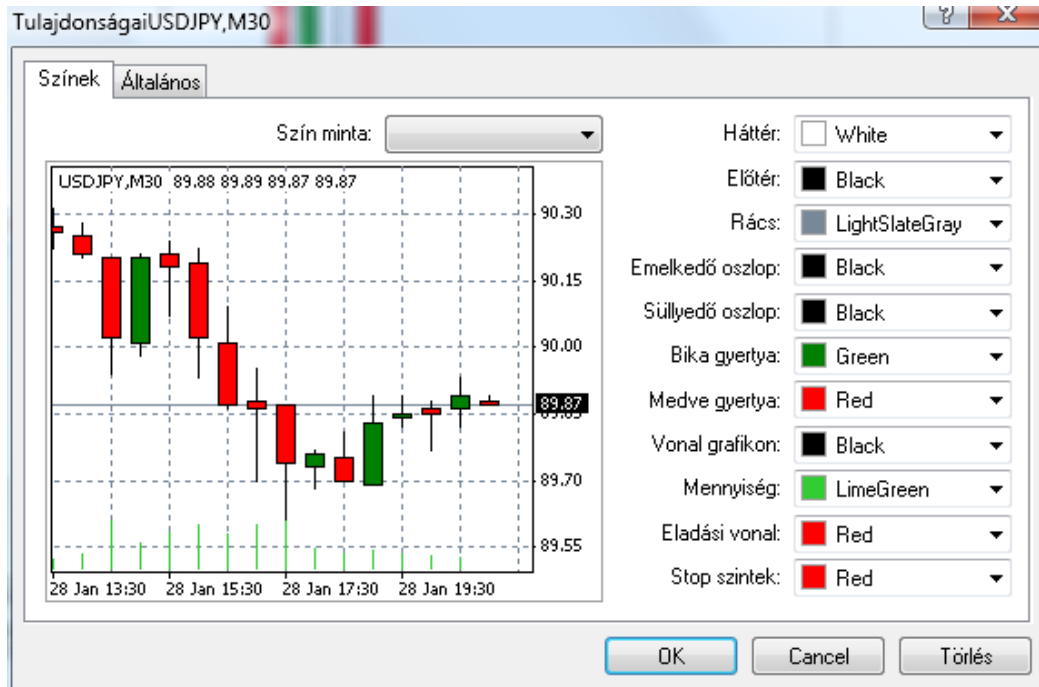 TulajdonságaiUSDJPY,M30
Színek
Általános
Szín minta:
USDJPY,M30 89.88 89.89 89.87 89.87
90.30
90.15
90.00
89.87
89.85
89.70
89.55
28 Jan 13:30 28 Jan 15:30 28 Jan 17:30 28 Jan 19:30
Háttér: White
Előtér: Black
Rács: LightSlateGray
Emelkedő oszlop: Black
Süllyedő oszlop: Black
Bika gyertya: Green
Medve gyertya: Red
Vonal grafikon: Black
Mennyiség: LimeGreen
Eladási vonal: Red
Stop szintek: Red
OK
Cancel
Törlés